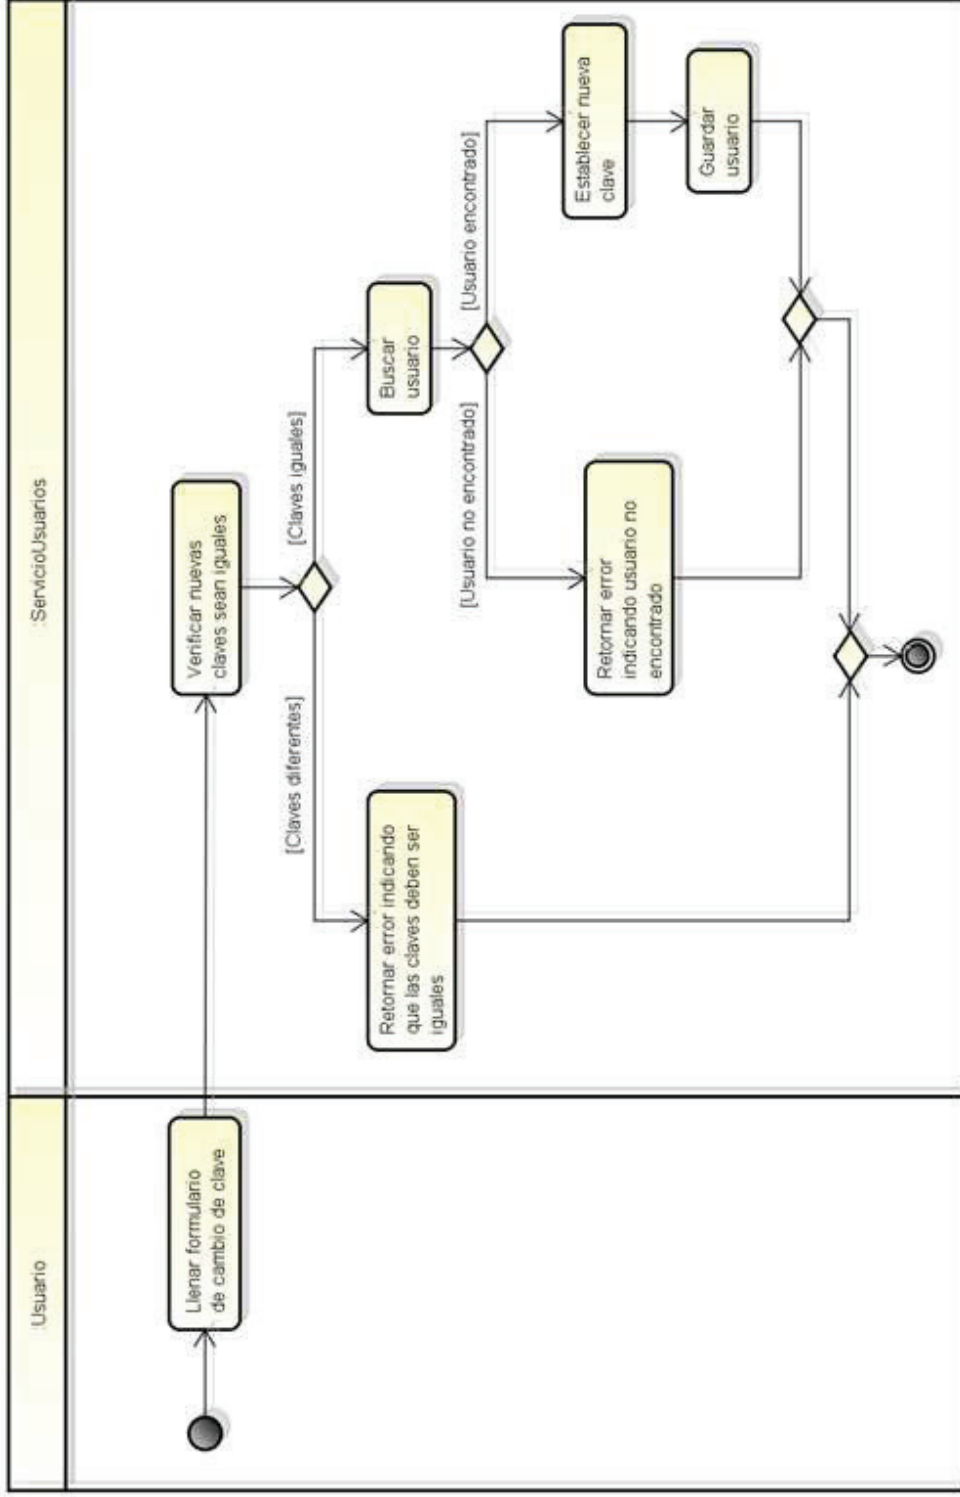 :Usuario
:ServicioUsuarios
Llenar formulario
de cambio de clave
Verificar nuevas
claves sean iguales
[Claves diferentes]
[Claves iguales]
Retornar error indicando
que las claves deben ser
iguales
Buscar
usuario
[Usuario no encontrado]
[Usuario encontrado]
Retornar error
indicando usuario no
encontrado
Establecer nueva
clave
Guardar
usuario